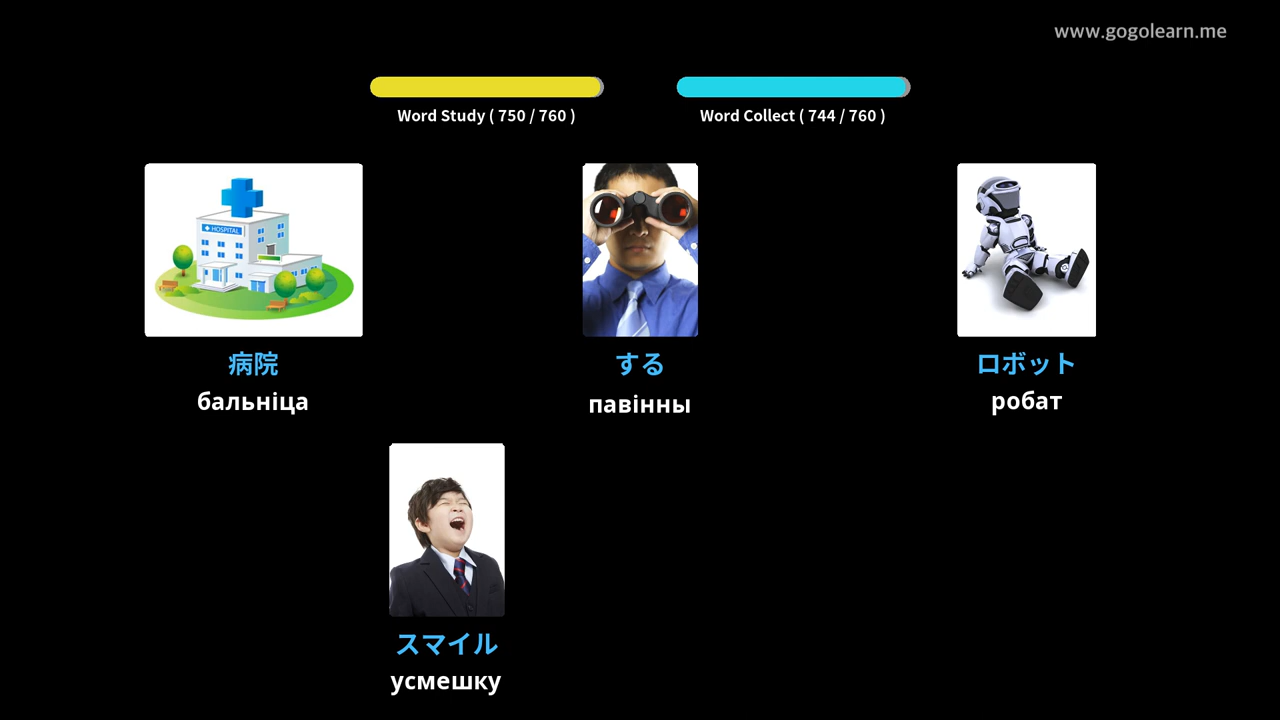 www.gogolearn.me
Word Study ( 750 / 760 )
Word Collect ( 744 / 760 )
HOSPITAL
病院
する
ロボット
бальніца
павінны
робат
スマイル
усмешку